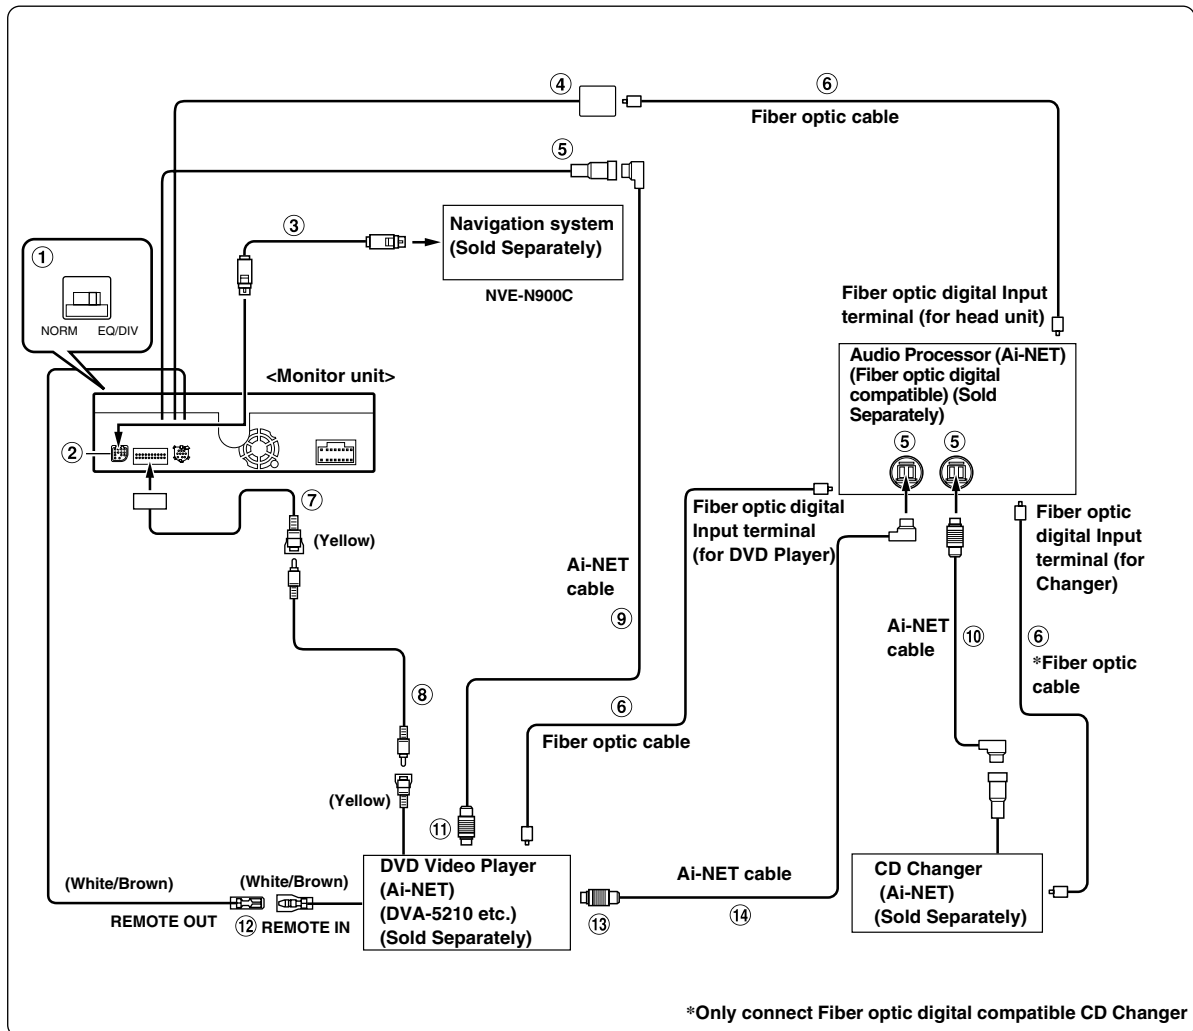 ④
⑥
Fiber optic cable
⑤
③
Navigation system
(Sold Separately)
NVE-N900C
①
NORM
EQ/DIV
Fiber optic digital Input
terminal (for head unit)
<Monitor unit>
Audio Processor (Ai-NET)
(Fiber optic digital
compatible) (Sold
Separately)
②
⑤
⑤
⑦
(Yellow)
Fiber optic digital
Input terminal
(for DVD Player)
Fiber optic
digital Input
terminal (for
Changer)
Ai-NET
cable
⑨
Ai-NET
cable
⑩
⑥
*Fiber optic
cable
⑧
⑥
Fiber optic cable
(Yellow)
⑪
DVD Video Player
(Ai-NET)
(DVA-5210 etc.)
(Sold Separately)
CD Changer
(Ai-NET)
(Sold Separately)
(White/Brown)
(White/Brown)
REMOTE OUT
⑫
REMOTE IN
⑬
Ai-NET cable
⑭
*Only connect Fiber optic digital compatible CD Changer